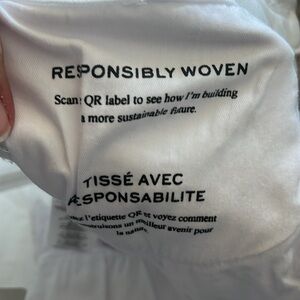 RESPONSIBLY WOVEN
Scan QR label to see how I'm building
a more sustainable future.
TISSÉ AVEC
RESPONSABILITE
l'etiquette QR et voyez comment
un meilleur avenir pour
la nature.